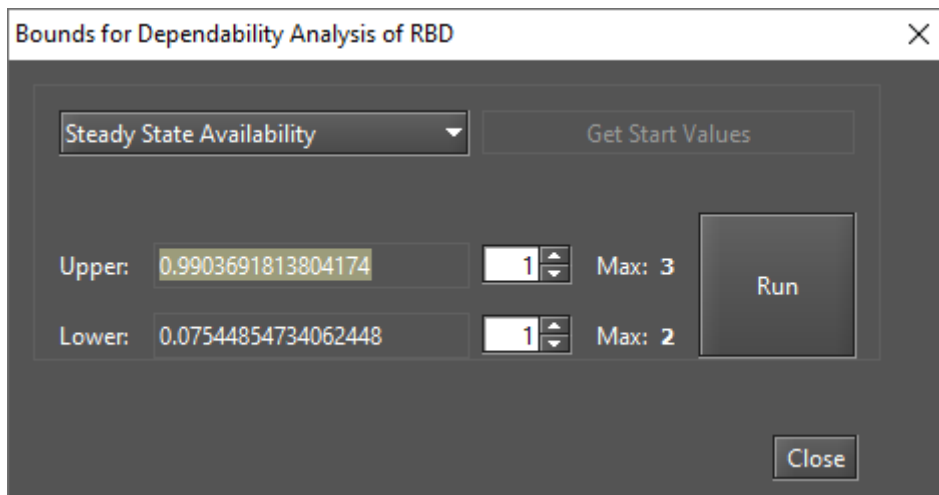 Bounds for Dependability Analysis of RBD
Steady State Availability Get Start Values
Upper: 0.9903691813804174 1 Max: 3
Run
Lower: 0.07544854734062448 1 Max: 2
Close